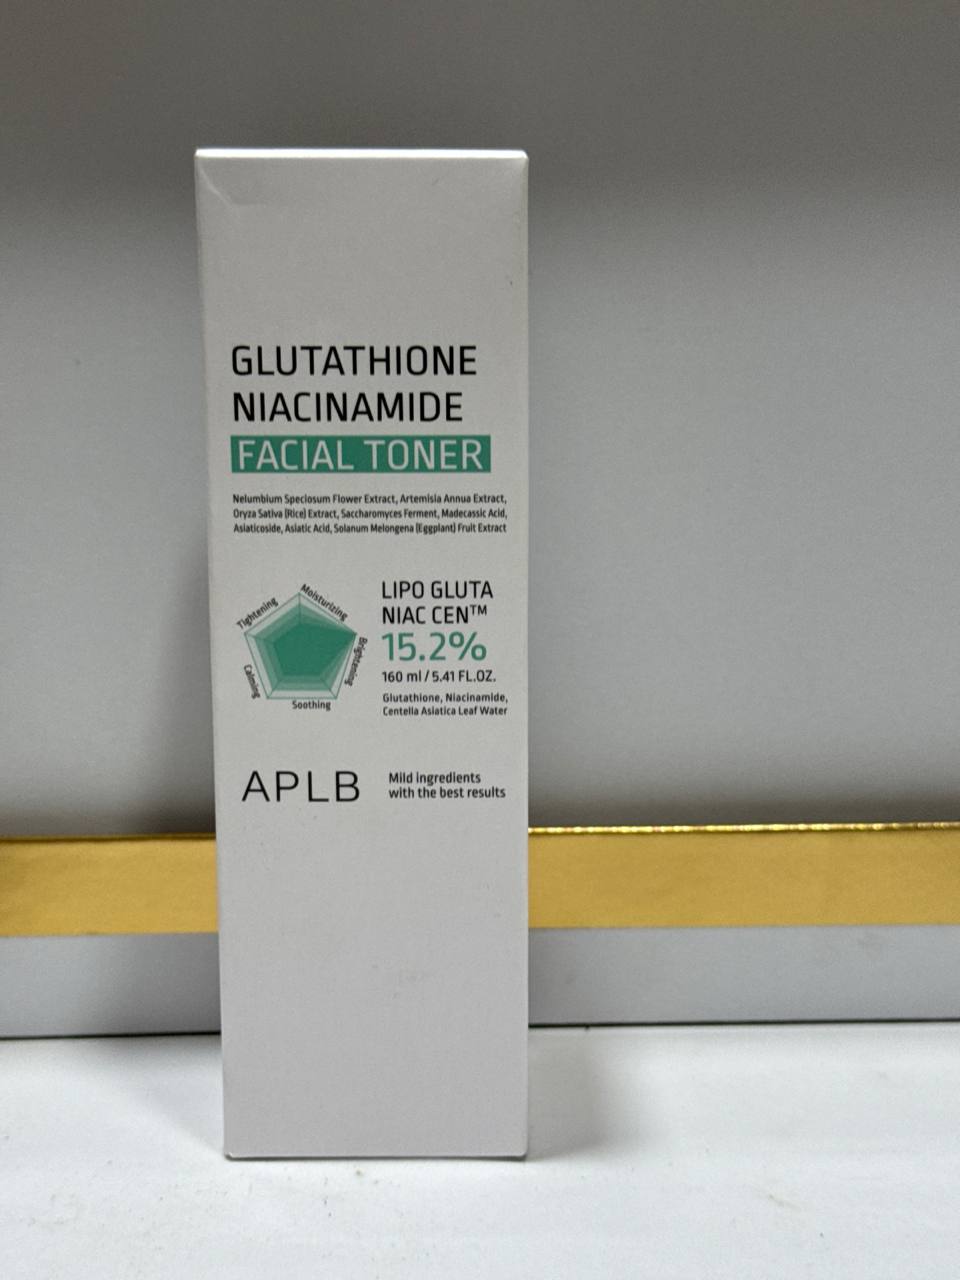 GLUTATHIONE
NIACINAMIDE
FACIAL TONER
Nelumbium Speciosum Flower Extract, Artemisia Annua Extract,
Oryza Sativa (Rice) Extract, Saccharomyces Ferment, Madecassic Acid,
Asiaticoside, Asiatic Acid, Solanum Melongena (Eggplant) Fruit Extract
Tightening
Moisturizing
Brightening
Calming
Soothing
LIPO GLUTA
NIAC CEN™
15.2%
160 ml / 5.41 FL.OZ.
Glutathione, Niacinamide,
Centella Asiatica Leaf Water
APLB
Mild ingredients
with the best results